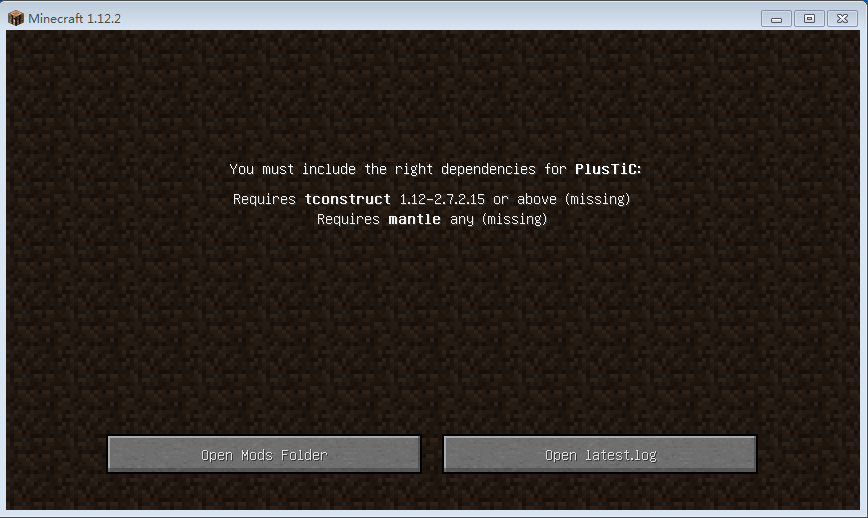 Minecraft 1.12.2
You must include the right dependencies for PlusTiC:
Requires tconstruct 1.12-2.7.2.15 or above (missing)
Requires mantle any (missing)
Open Mods Folder
Open latest.log